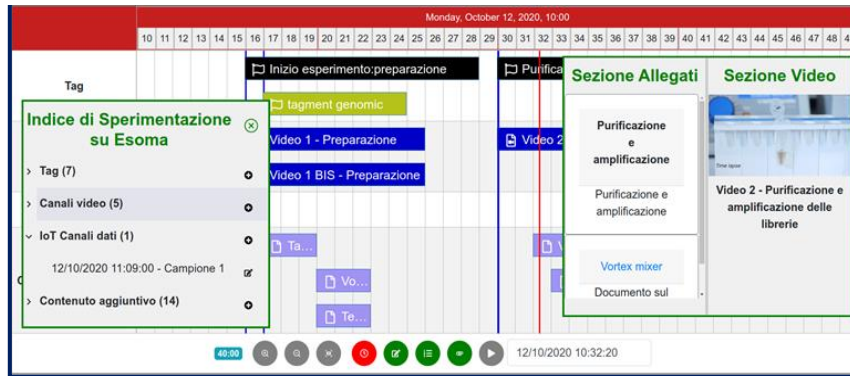 Monday, October 12, 2020, 10:00
10 11 12 13 14 15 16 17 18 19 20 21 22 23 24 25 26 27 28 29 30 31 32 33 34 35 36 37 38 39 40 41 42 43 44 45 46 47 48
Tag
Inizio esperimento:preparazione
tagment genomic
Video 1 - Preparazione
Video 2
Video 1 BIS - Preparazione
Ta...
Vo...
Te...
Indice di Sperimentazione
su Esoma
Tag (7)
Canali video (5)
IoT Canali dati (1)
12/10/2020 11:09:00 - Campione 1
Contenuto aggiuntivo (14)
Sezione Allegati
Purificazione
e
amplificazione
Purificazione e
amplificazione
Vortex mixer
Documento sul
Sezione Video
Time lapse
Video 2 - Purificazione e
amplificazione delle
librerie
40:00
12/10/2020 10:32:20